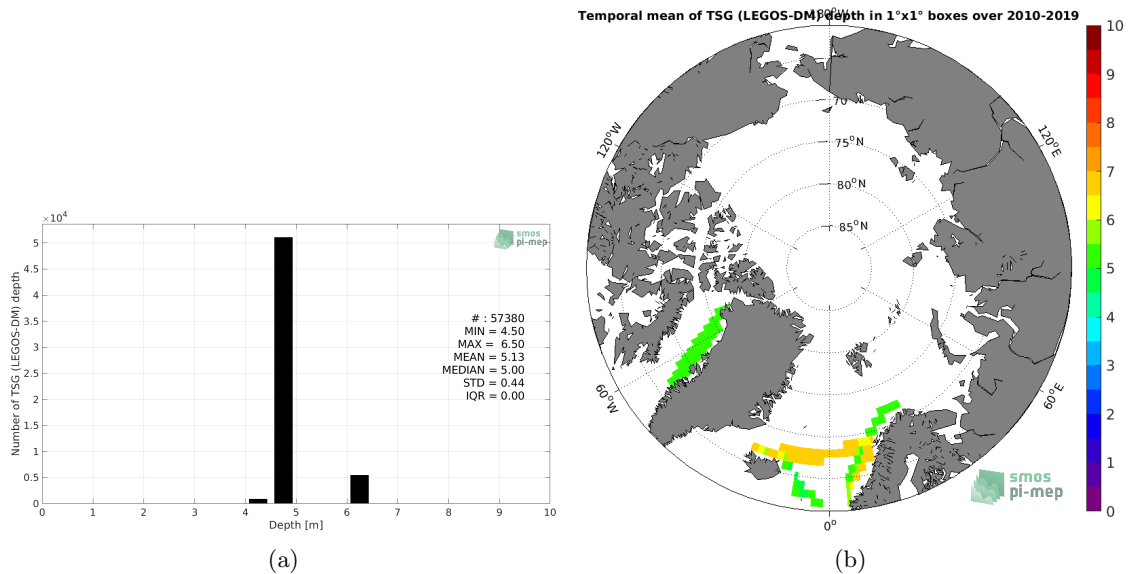 ×10⁴
5
4.5
4
3.5
3
2.5
2
1.5
1
0.5
0
0 1 2 3 4 5 6 7 8 9 10
Number of TSG (LEGOS-DM) depth
Depth [m]
smos
pi-mep
# : 57380
MIN = 4.50
MAX = 6.50
MEAN = 5.13
MEDIAN = 5.00
STD = 0.44
IQR = 0.00
(a)
Temporal mean of TSG (LEGOS-DM) depth in 1°x1° boxes over 2010-2019
180°W
120°W
120°E
60°W
60°E
0°
70
75°N
80°N
85°N
10
9
8
7
6
5
4
3
2
1
0
smos
pi-mep
(b)